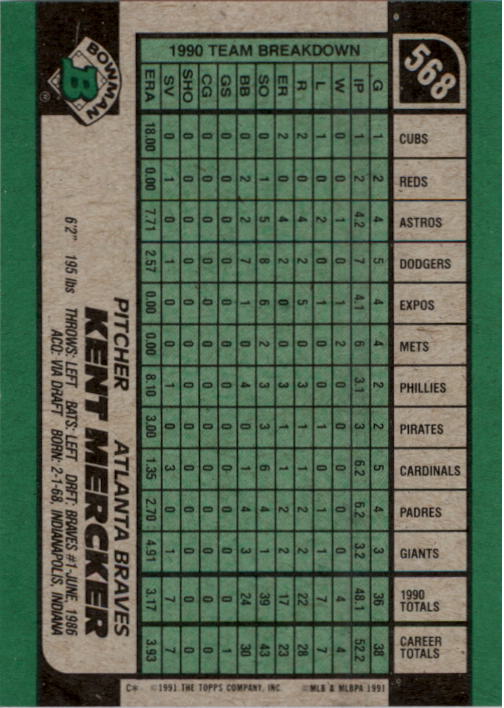 568
BOWMAN
B
®
PITCHER ATLANTA BRAVES
KENT MERCKER
6'2" 195 lbs THROWS: LEFT BATS: LEFT DRFT: BRAVES #1-JUNE, 1986
ACQ: VIA DRAFT BORN: 2-1-68, INDIANAPOLIS, INDIANA
1990 TEAM BREAKDOWN
G IP W L R ER SO BB GS CG SHO SV ERA
CUBS 1 1 0 1 2 2 0 0 0 0 0 0 18.00
REDS 2 2 0 0 0 0 1 2 0 0 0 1 0.00
ASTROS 4 4.2 1 2 4 4 5 2 0 0 0 0 7.71
DODGERS 5 7 0 0 2 2 8 7 0 0 0 1 2.57
EXPOS 4 4.1 1 1 5 0 6 1 0 0 0 0 0.00
METS 4 6 2 0 0 0 2 0 0 0 0 0 0.00
PHILLIES 2 3.1 0 1 3 3 3 4 0 0 0 1 8.10
PIRATES 2 3 0 1 1 1 3 0 0 0 0 0 3.00
CARDINALS 5 6.2 0 0 1 1 6 1 0 0 0 3 1.35
PADRES 4 6.2 0 1 2 2 4 4 0 0 0 0 2.70
GIANTS 3 3.2 0 1 2 2 1 3 0 0 0 1 4.91
1990 TOTALS 36 48.1 4 7 22 17 39 24 0 0 0 7 3.17
CAREER TOTALS 38 52.2 4 7 28 23 43 30 1 0 0 7 3.93
C* ©1991 THE TOPPS COMPANY, INC. ©MLB & MLBPA 1991